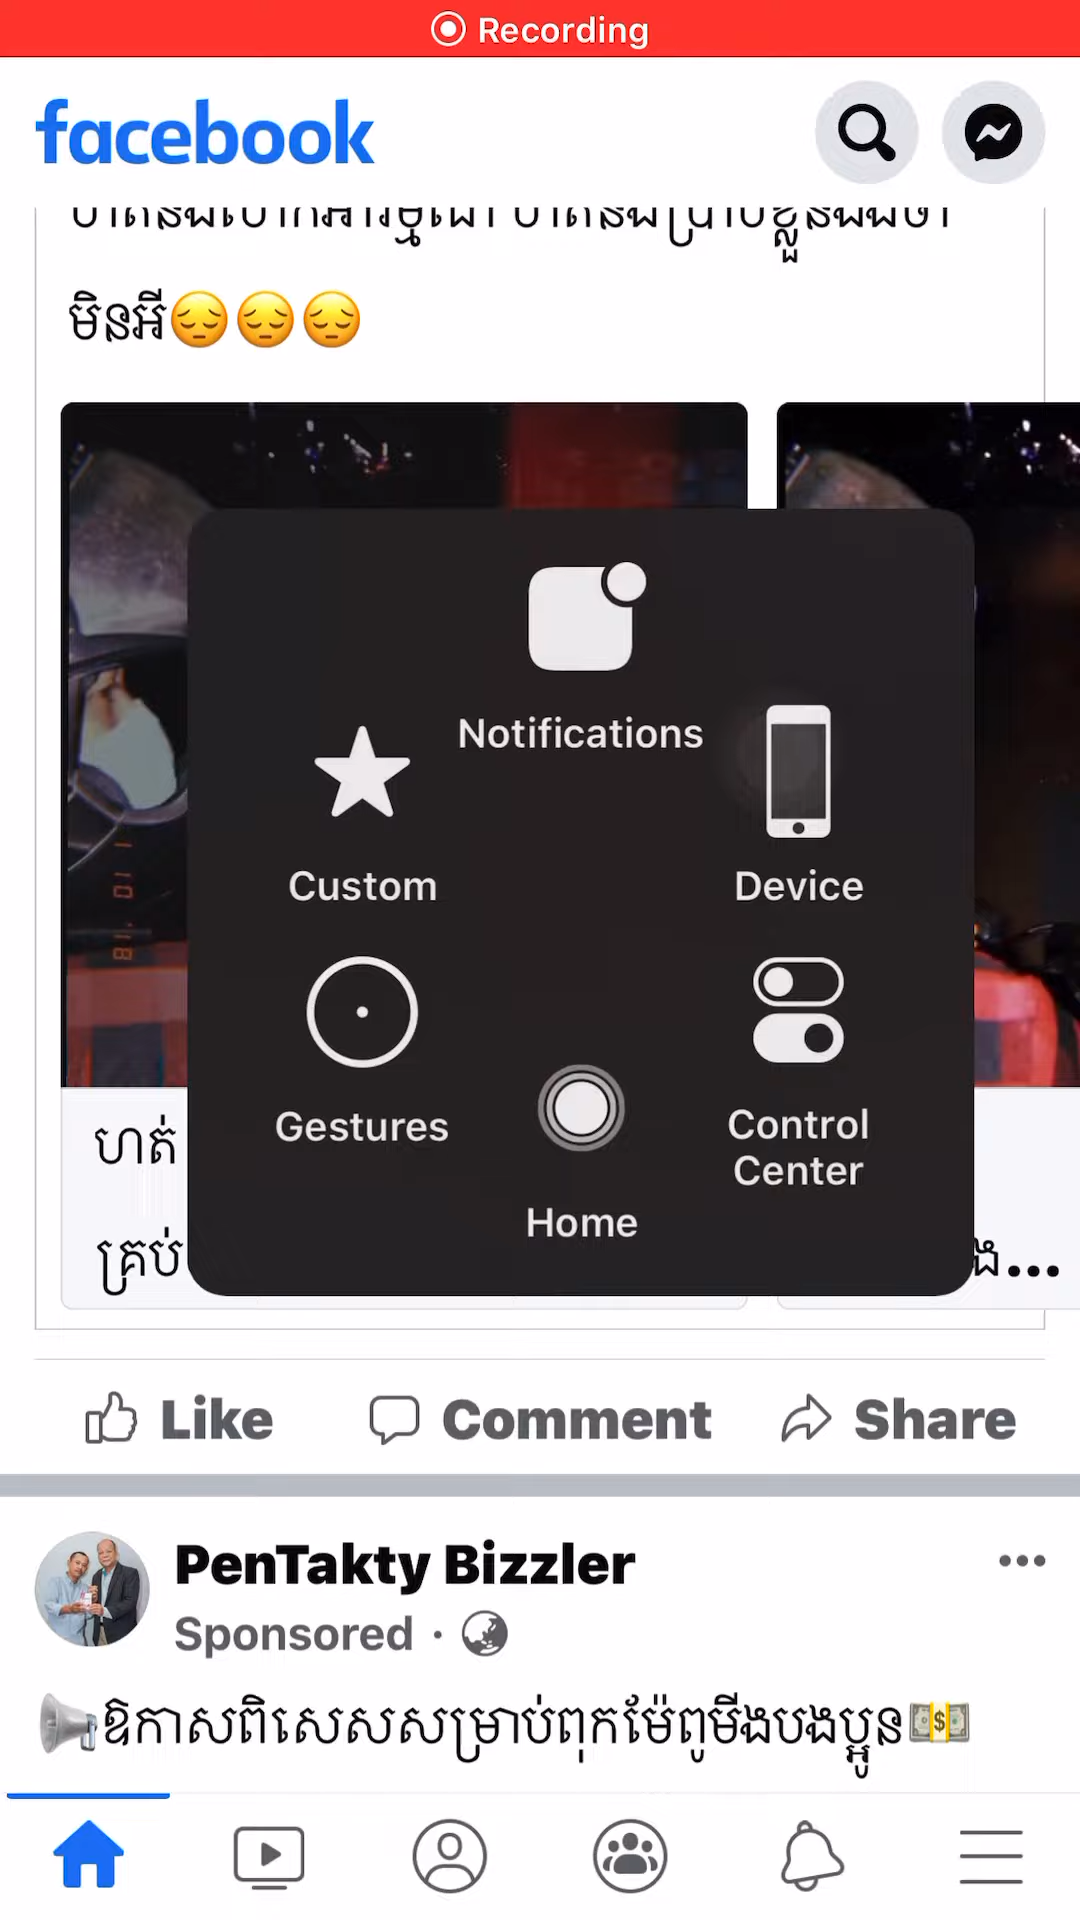 Recording
facebook
មិនអី😔😔😔
Notifications
Custom
Device
Gestures
Control
Center
Home
ហត់
គ្រប់
Like
Comment
Share
PenTakty Bizzler
Sponsored ·
📢ឱកាសពិសេសសម្រាប់ពុកម៉ែពូមីងបងប្អូន💵